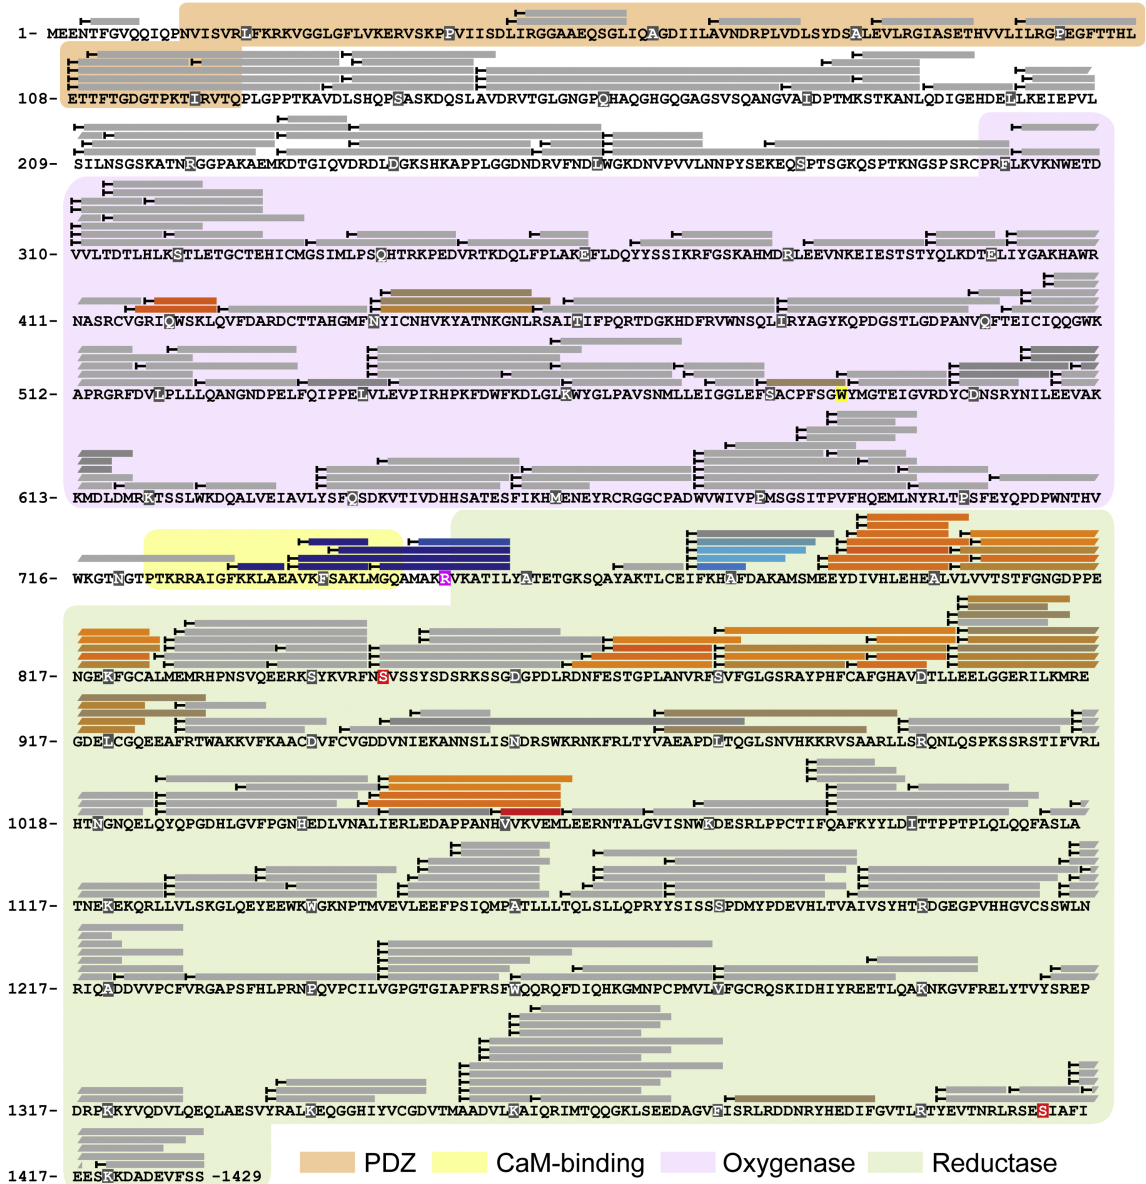 1- MEENTFGVQQIQPNVISVRLFKRKVGGLGFLVKERVSKPPVIISDLIRGGAAEQSGLIQAGDIILAVNDRPLVDLSYDSALEVLRGIASETHVVLILRGPEGFTTHL
108- ETTFTGDGTPKTIRVTQPLGPPTKAVDLSHQPSASKDQSLAVDRVTGLGNGPQHAQGHGQGAGSVSQANGVAIDPTMKSTKANLQDIGEHDELLKEIEPVL
209- SILNSGSKATNRGGPAKAEMKDTGIQVDRDLDGKSHKAPPLGGDNDRVFNDLWGKDNVPVVLNNPYSEKEQSPTSGKQSPTKNGSPSRCPRFLKVKNWETD
310- VVLTDTLHLKSTLETGCTEHICMGSIMLPSQHTRKPEDVRTKDQLFPLAKEFLDQYYSSIKRFGSKAHMDRLEEVNKEIESTSTYQLKDTELIYGAKHAWR
411- NASRCVGRIQWSKLQVFDARDCTTAHGMFNYICNHVKYATNKGNLRSAITIFPQRTDGKHDFRVWNSQLIRYAGYKQPDGSTLGDPANVQFTEICIQQGWK
512- APRGRFDVLPLLLQANGNDPELFQIPPELVLEVPIRHPKFDWFKDLGLKWYGLPAVSNMLLEIGGLEFSACPFSGWYMGTEIGVRDYCDNSRYNILEEVAK
613- KMDLDMRKTSSLWKDQALVEIAVLYSFQSDKVTIVDHHSATESFIKHMENEYRCRGGCPADWVWIVPPMSGSITPVFHQEMLNYRLTPSFEYQPDPWNTHV
716- WKGTNGTPTKRRAIGFKKLAEAVKFSAKLMGQAMAKRVKATILYATETGKSQAYAKTLCEIFKHAFDAKAMSMEEYDIVHLEHEALVLVVTSTFGNGDPPE
817- NGEKFGCALMEMRHPNSVQEERKSYKVRFNSVSSYSDSRKSSGDGPDLRDNFESTGPLANVRFSVFGLGSRAYPHFCAFGHAVDTLLEELGGERILKMRE
917- GDELCGQEEAFRTWAKKVFKAACDVFCVGDDVNIEKANNSLISNDRSWKRNKFRLTYVAEAPDLTQGLSNVHKKRVSAARLLSRQNLQSPKSSRSTIFVRL
1018- HTNGNQELQYQPGDHLGVFPGNHEDLVNALIERLEDAPPANHVVKVEMLEERNTALGVISNWKDESRLPPCTIFQAFKYYLDITTPPTPLQLQQFASLA
1117- TNEKEKQRLLVLSKGLQEYEEWKWGKNPTMVEVLEEFPSIQMPATLLLTQLSLLQPRYYSISSSPDMYPDEVHLTVAIVSYHTRDGEGPVHHGVCSSWLN
1217- RIQADDVVPCFVRGAPSFHLPRNPQVPCILVGPGTGIAPFRSFWQQRQFDIQHKGMNPCPMVLVFGCRQSKIDHIYREETLQAKNKGVFRELYTVYSREP
1317- DRPKKYVQDVLQEQLAESVYRALKEQGGHIYVCGDVTMAADVLKAIQRIMTQQGKLSEEDAGVFISRLRDDNRYHEDIFGVTLRTYEVTNRLRSESIAFI
1417- EESKKDADEVFSS -1429
PDZ CaM-binding Oxygenase Reductase